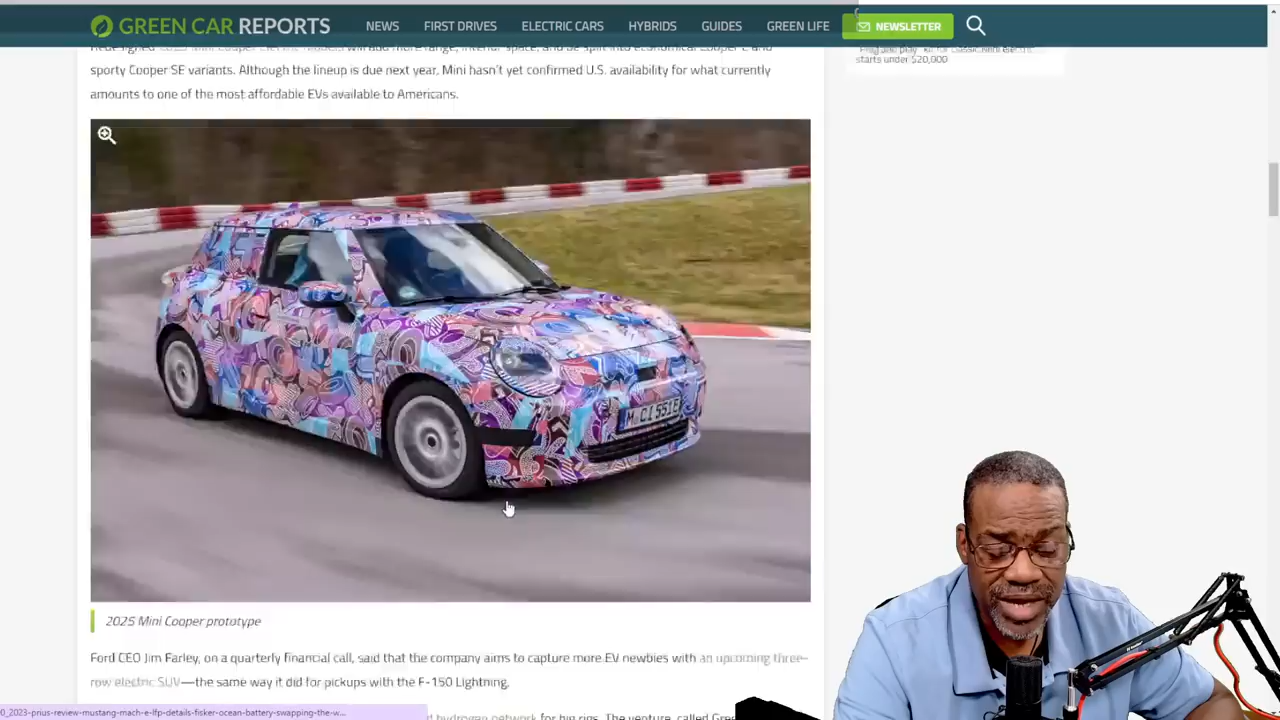 GREEN CAR REPORTS
NEWS
FIRST DRIVES
ELECTRIC CARS
HYBRIDS
GUIDES
GREEN LIFE
NEWSLETTER
Redesigned 2025 Mini Cooper Electric models will add more range, interior space, and be split into economical Cooper E and
sporty Cooper SE variants. Although the lineup is due next year, Mini hasn't yet confirmed U.S. availability for what currently
amounts to one of the most affordable EVs available to Americans.
starts under $20,000
M CI 5515
2025 Mini Cooper prototype
Ford CEO Jim Farley, on a quarterly financial call, said that the company aims to capture more EV newbies with an upcoming three-
row electric SUV—the same way it did for pickups with the F-150 Lightning.
hydrogen network for big rigs. The venture, called
0_2023-prius-review-mustang-mach-e-lfp-details-fisker-ocean-battery-swapping-the-w...